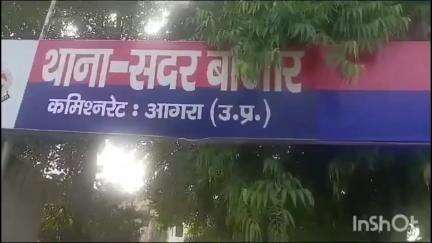 थाना-सदर बाजार
कमिश्नरेट : आगरा (उ.प्र.)
InShOt